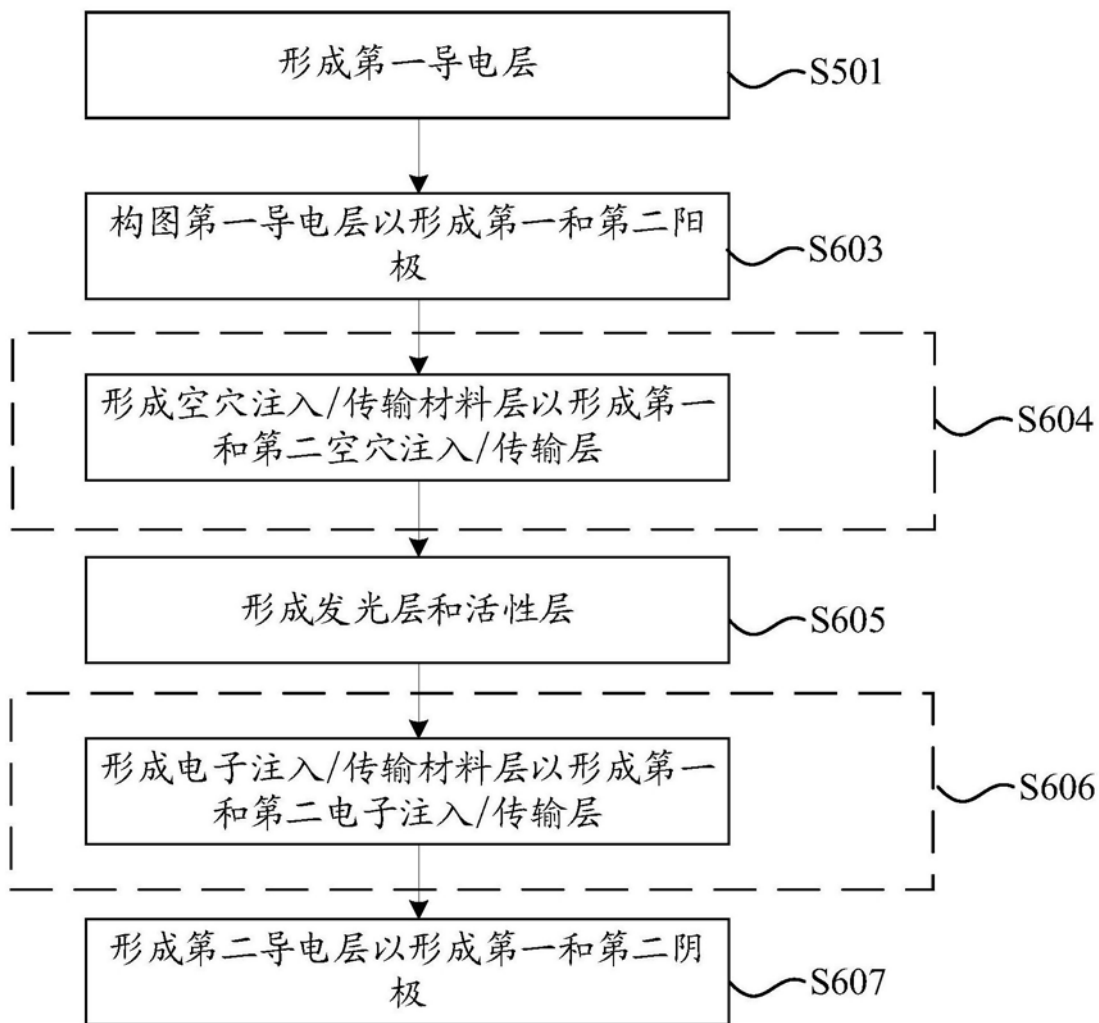 形成第一导电层
S501
构图第一导电层以形成第一和第二阳
极
S603
形成空穴注入/传输材料层以形成第一
和第二空穴注入/传输层
S604
形成发光层和活性层
S605
形成电子注入/传输材料层以形成第一
和第二电子注入/传输层
S606
形成第二导电层以形成第一和第二阴
极
S607